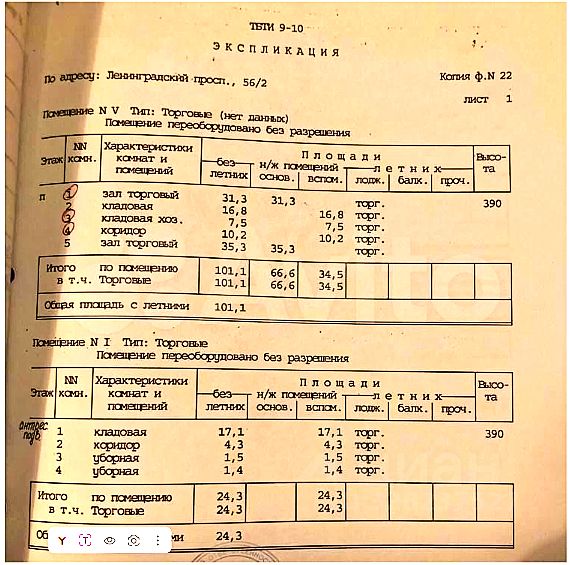 ТБТИ 9-10
ЭКСПЛИКАЦИЯ
По адресу: Ленинградский просп., 56/2 Копия ф.N 22
лист 1
Помещение N V Тип: Торговые (нет данных)
Помещение переоборудовано без разрешения
Этаж NN комн. Характеристики комнат и помещений Площади Высо-та
без летних н/ж помещений летних
основ. вспом. лодж. балк. проч.
п 1 зал торговый 31,3 31,3 торг. 390
2 кладовая 16,8 16,8 торг.
3 кладовая хоз. 7,5 7,5 торг.
4 коридор 10,2 10,2 торг.
5 зал торговый 35,3 35,3 торг.
Итого по помещению 101,1 66,6 34,5
в т.ч. Торговые 101,1 66,6 34,5
Общая площадь с летними 101,1
Помещение N I Тип: Торговые
Помещение переоборудовано без разрешения
Этаж NN комн. Характеристики комнат и помещений Площади Высо-та
без летних н/ж помещений летних
основ. вспом. лодж. балк. проч.
антрес подв. 1 кладовая 17,1 17,1 торг. 390
2 коридор 4,3 4,3 торг.
3 уборная 1,5 1,5 торг.
4 уборная 1,4 1,4 торг.
Итого по помещению 24,3 24,3
в т.ч. Торговые 24,3 24,3
24,3
Avito